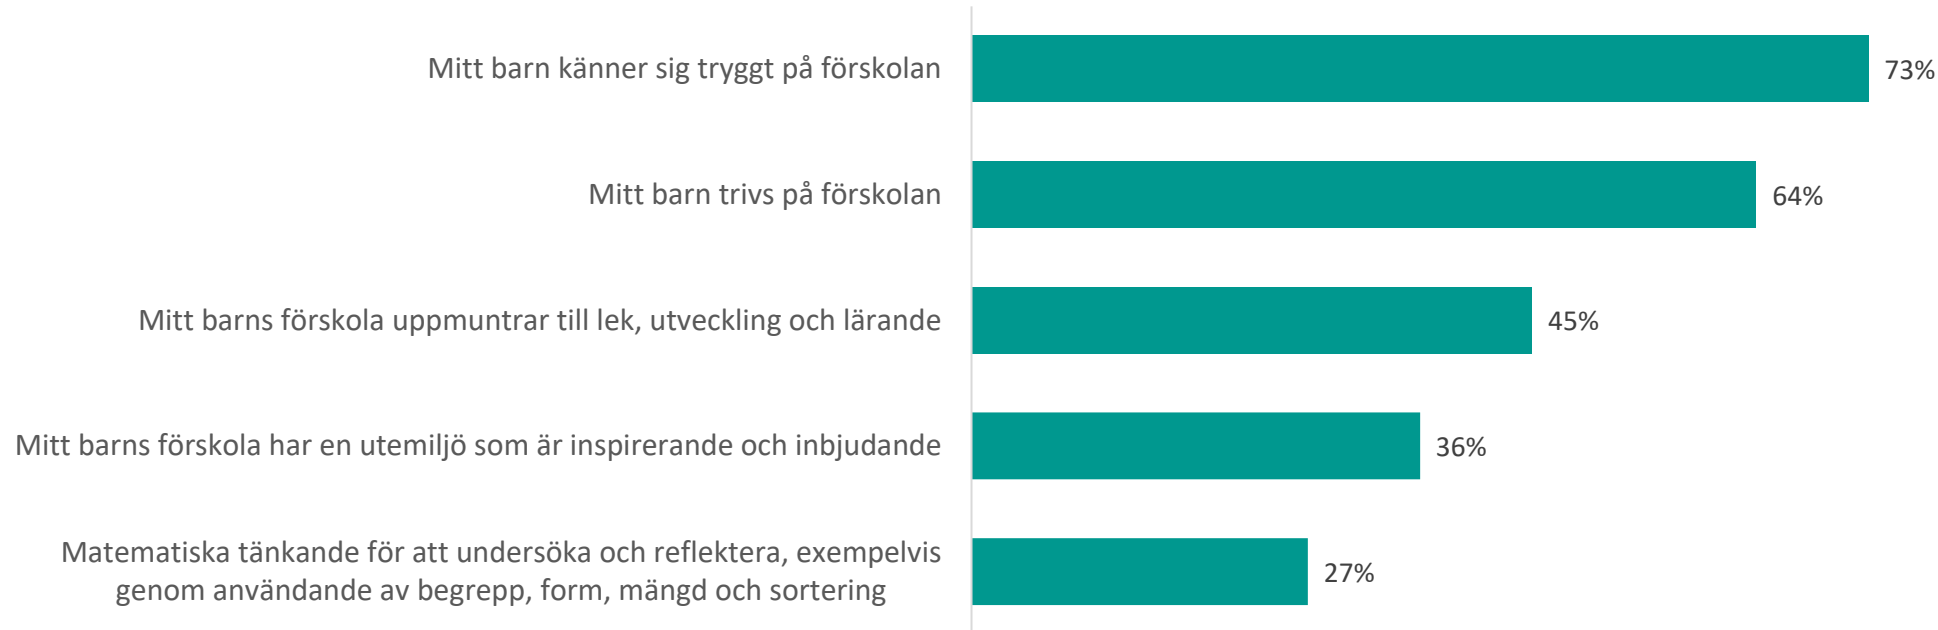 Mitt barn känner sig tryggt på förskolan
73%
Mitt barn trivs på förskolan
64%
Mitt barns förskola uppmuntrar till lek, utveckling och lärande
45%
Mitt barns förskola har en utemiljö som är inspirerande och inbjudande
36%
Matematiska tänkande för att undersöka och reflektera, exempelvis
genom användande av begrepp, form, mängd och sortering
27%